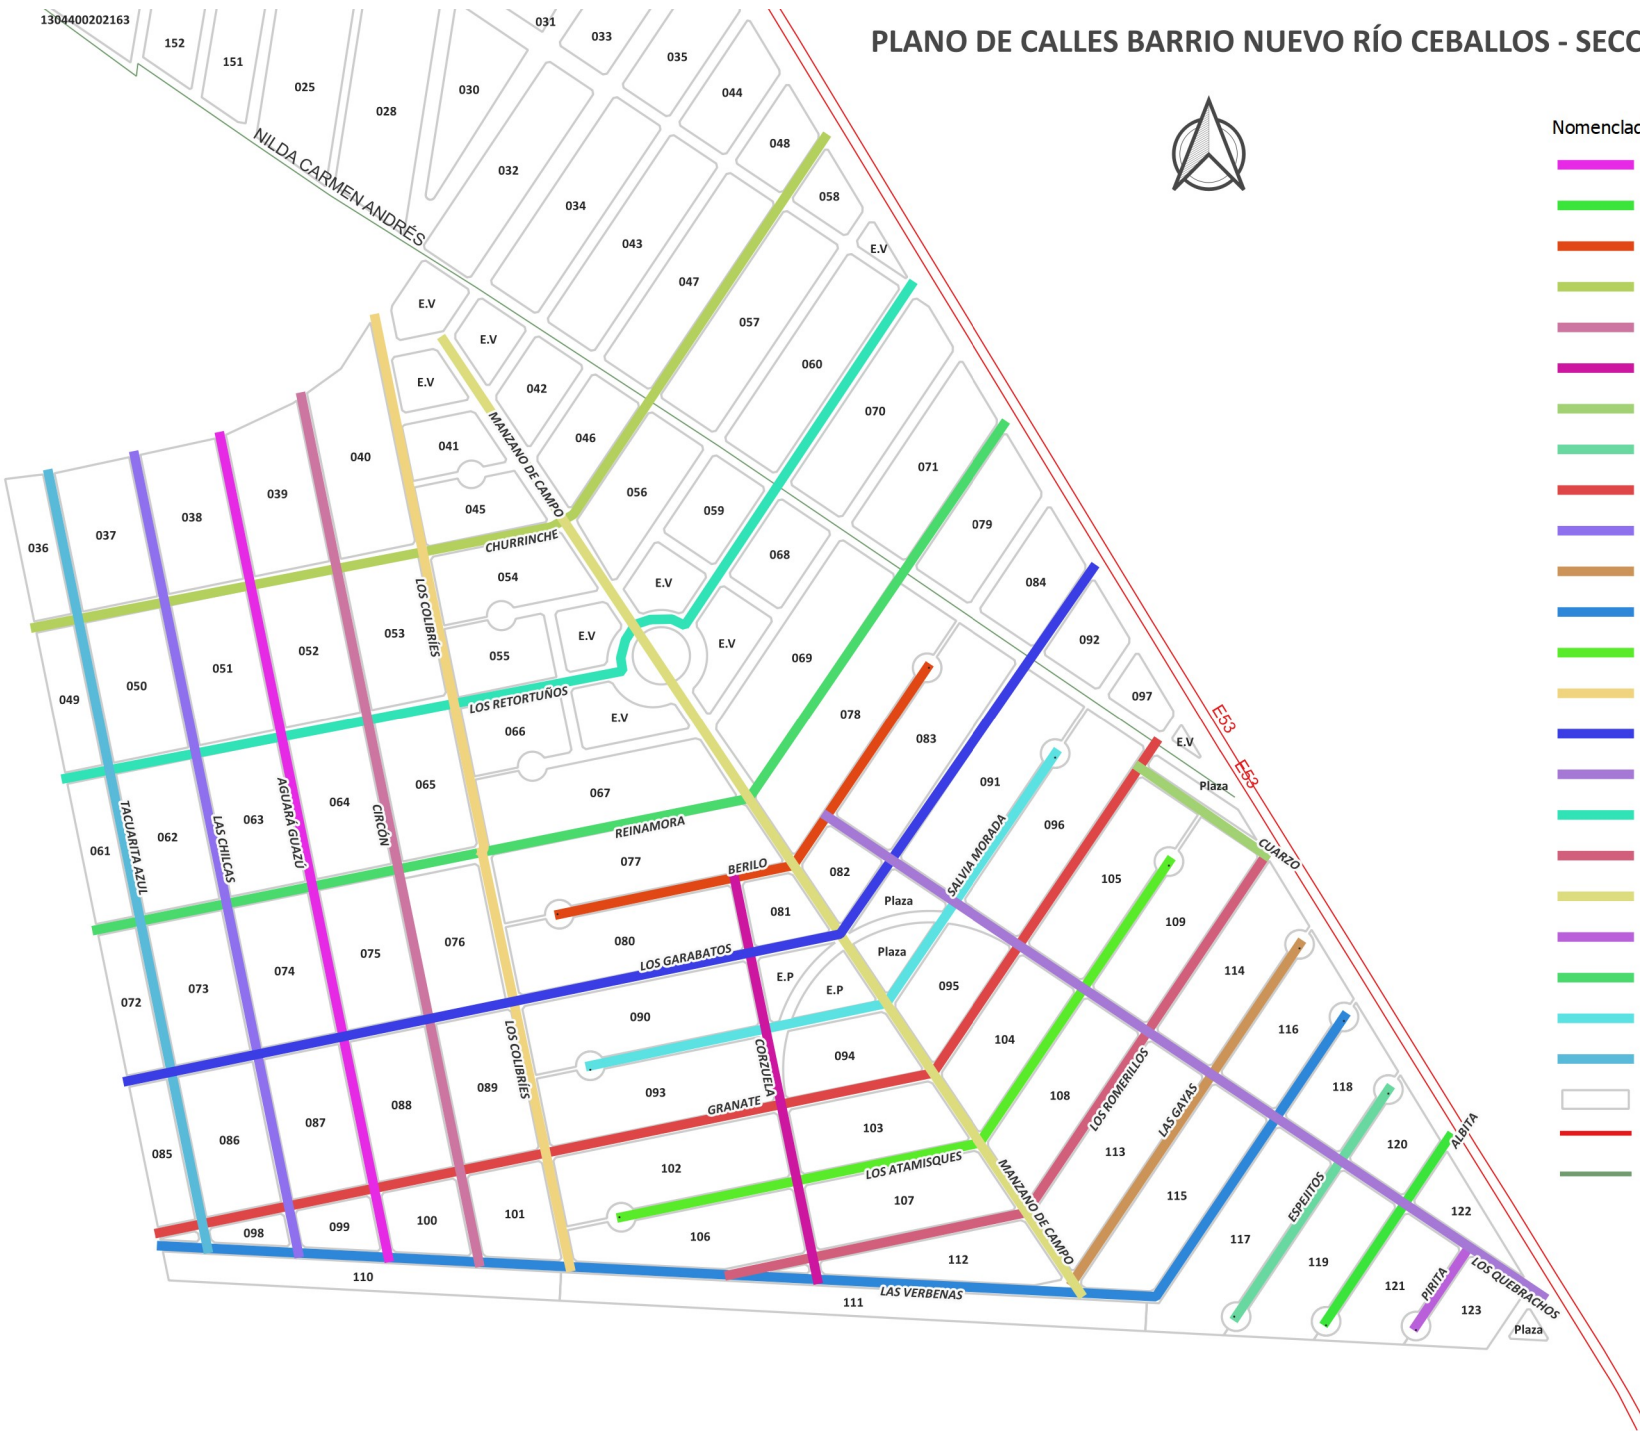 PLANO DE CALLES BARRIO NUEVO RÍO CEBALLOS - SECC
Nomenclad
1304400202163
152
151
025
028
030
031
033
035
044
048
058
E.V
032
034
043
047
057
060
070
071
079
084
092
097
E.V
Plaza
NILDA CARMEN ANDRÉS
E53
E53
E.V
E.V
E.V
042
046
041
045
040
039
038
037
036
MANZANO DE CAMPO
CHURRINCHE
056
059
068
E.V
E.V
054
E.V
055
E.V
066
067
069
078
083
091
096
105
109
114
116
118
120
122
LOS COLIBRÍES
LOS RETORTUÑOS
053
052
051
050
049
065
064
063
062
061
TACUARITA AZUL
LAS CHILCAS
AGUARÁ GUAZÚ
CIRCÓN
REINAMORA
077
BERILO
082
081
Plaza
Plaza
SALVIA MORADA
CUARZO
080
LOS GARABATOS
E.P
E.P
076
075
074
073
072
090
095
094
104
108
113
115
117
119
121
123
LOS COLIBRÍES
CORZUELA
093
GRANATE
103
102
LOS ATAMISQUES
107
106
112
MANZANO DE CAMPO
LOS ROMERILLOS
LAS GAYAS
ESPEJITOS
ALBITA
PIRITA
LOS QUEBRACHOS
Plaza
089
088
087
086
085
098
099
100
101
110
111
LAS VERBENAS